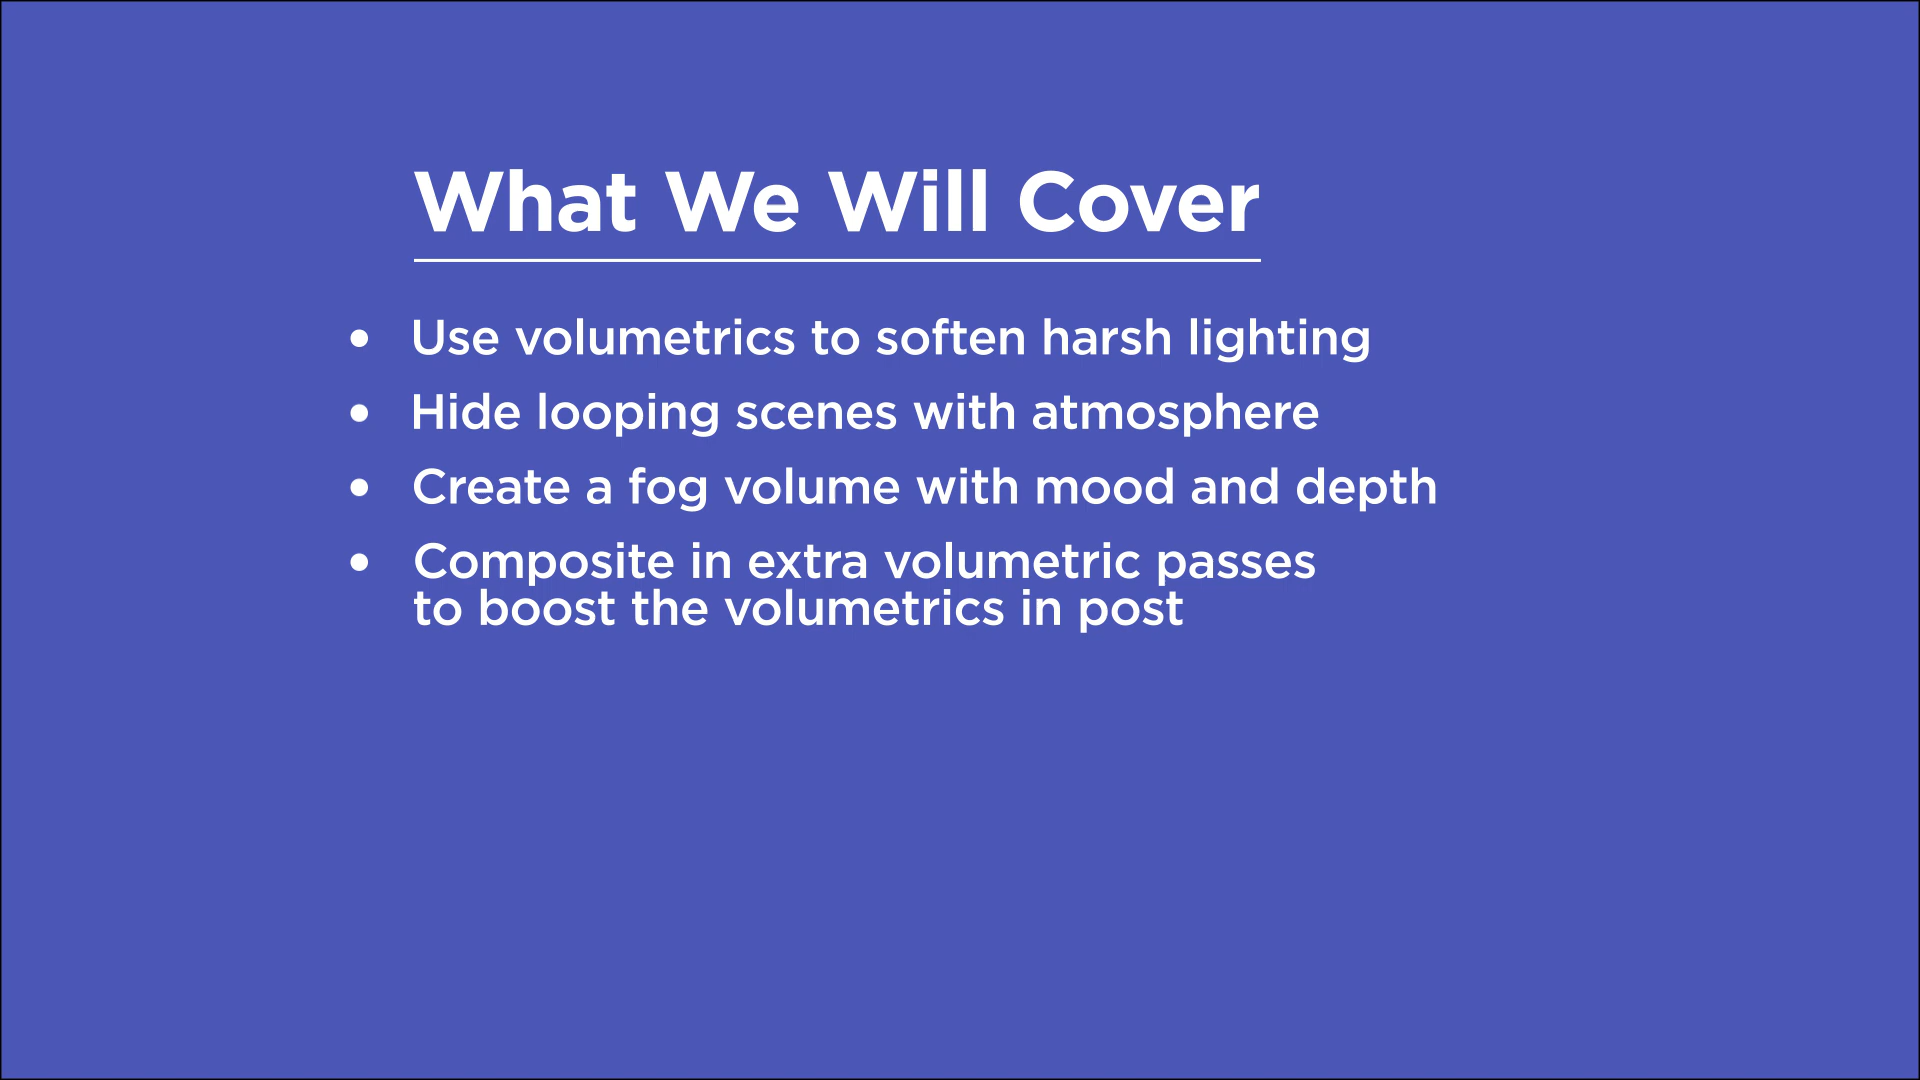 What We Will Cover
• Use volumetrics to soften harsh lighting
• Hide looping scenes with atmosphere
• Create a fog volume with mood and depth
• Composite in extra volumetric passes
to boost the volumetrics in post